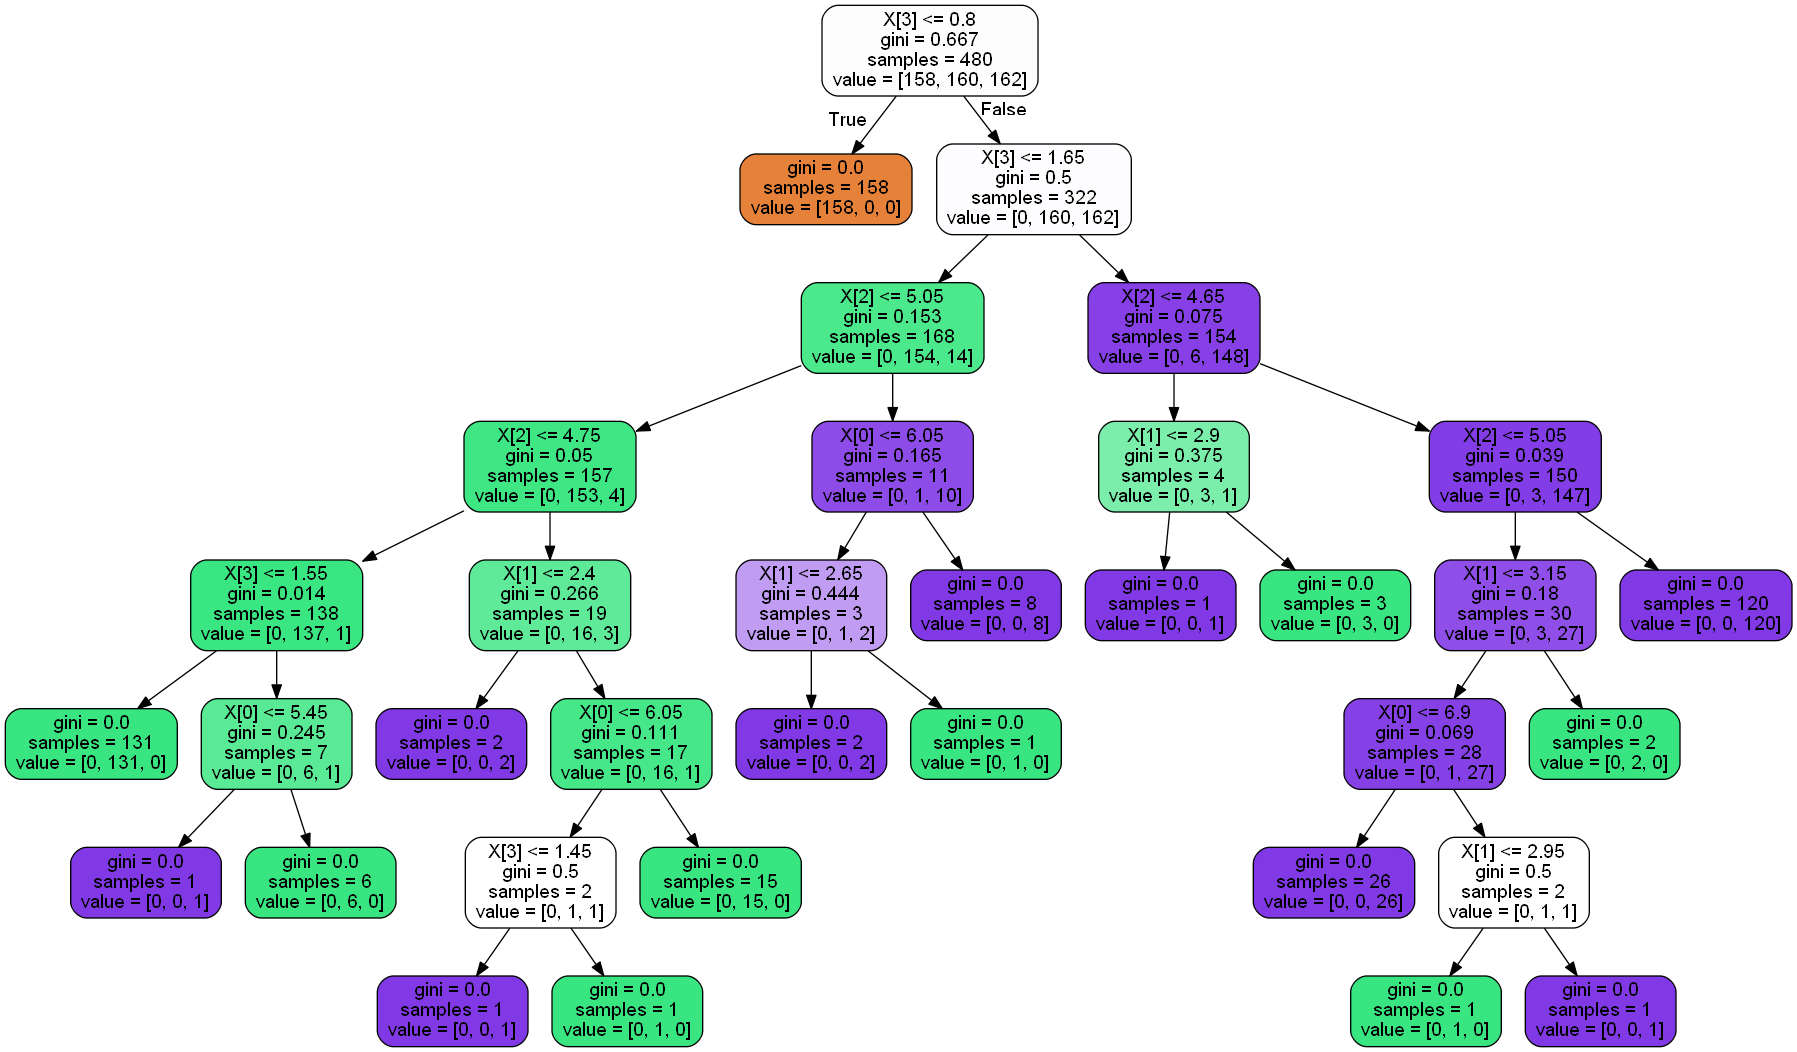 X[3] <= 0.8
gini = 0.667
samples = 480
value = [158, 160, 162]
True
False
gini = 0.0
samples = 158
value = [158, 0, 0]
X[3] <= 1.65
gini = 0.5
samples = 322
value = [0, 160, 162]
X[2] <= 5.05
gini = 0.153
samples = 168
value = [0, 154, 14]
X[2] <= 4.65
gini = 0.075
samples = 154
value = [0, 6, 148]
X[2] <= 4.75
gini = 0.05
samples = 157
value = [0, 153, 4]
X[0] <= 6.05
gini = 0.165
samples = 11
value = [0, 1, 10]
X[1] <= 2.9
gini = 0.375
samples = 4
value = [0, 3, 1]
X[2] <= 5.05
gini = 0.039
samples = 150
value = [0, 3, 147]
X[3] <= 1.55
gini = 0.014
samples = 138
value = [0, 137, 1]
X[1] <= 2.4
gini = 0.266
samples = 19
value = [0, 16, 3]
X[1] <= 2.65
gini = 0.444
samples = 3
value = [0, 1, 2]
gini = 0.0
samples = 8
value = [0, 0, 8]
gini = 0.0
samples = 1
value = [0, 0, 1]
gini = 0.0
samples = 3
value = [0, 3, 0]
X[1] <= 3.15
gini = 0.18
samples = 30
value = [0, 3, 27]
gini = 0.0
samples = 120
value = [0, 0, 120]
gini = 0.0
samples = 131
value = [0, 131, 0]
X[0] <= 5.45
gini = 0.245
samples = 7
value = [0, 6, 1]
gini = 0.0
samples = 2
value = [0, 0, 2]
X[0] <= 6.05
gini = 0.111
samples = 17
value = [0, 16, 1]
gini = 0.0
samples = 2
value = [0, 0, 2]
gini = 0.0
samples = 1
value = [0, 1, 0]
X[0] <= 6.9
gini = 0.069
samples = 28
value = [0, 1, 27]
gini = 0.0
samples = 2
value = [0, 2, 0]
gini = 0.0
samples = 1
value = [0, 0, 1]
gini = 0.0
samples = 6
value = [0, 6, 0]
X[3] <= 1.45
gini = 0.5
samples = 2
value = [0, 1, 1]
gini = 0.0
samples = 15
value = [0, 15, 0]
gini = 0.0
samples = 26
value = [0, 0, 26]
X[1] <= 2.95
gini = 0.5
samples = 2
value = [0, 1, 1]
gini = 0.0
samples = 1
value = [0, 0, 1]
gini = 0.0
samples = 1
value = [0, 1, 0]
gini = 0.0
samples = 1
value = [0, 1, 0]
gini = 0.0
samples = 1
value = [0, 0, 1]